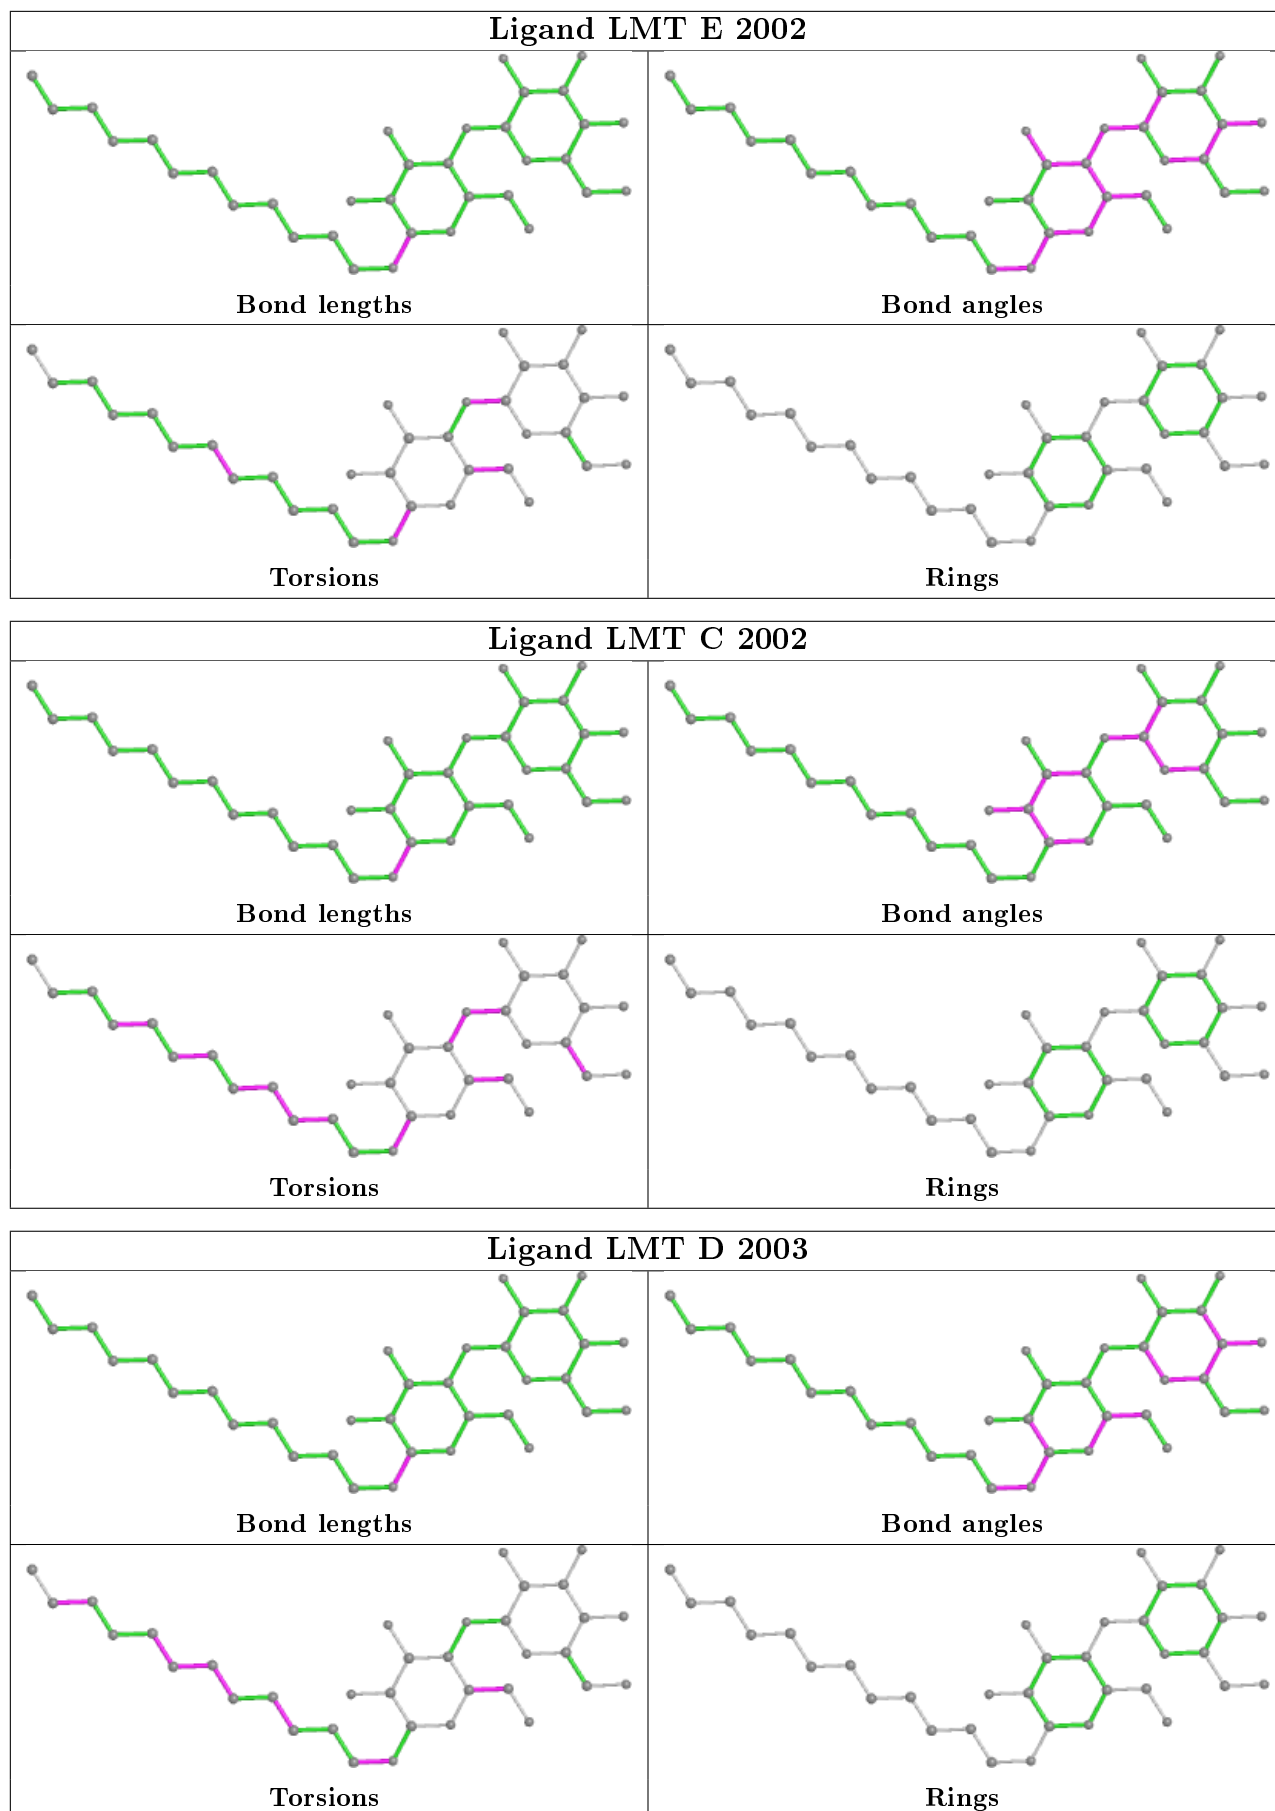 Ligand LMT E 2002
Bond lengths
Bond angles
Torsions
Rings
Ligand LMT C 2002
Bond lengths
Bond angles
Torsions
Rings
Ligand LMT D 2003
Bond lengths
Bond angles
Torsions
Rings